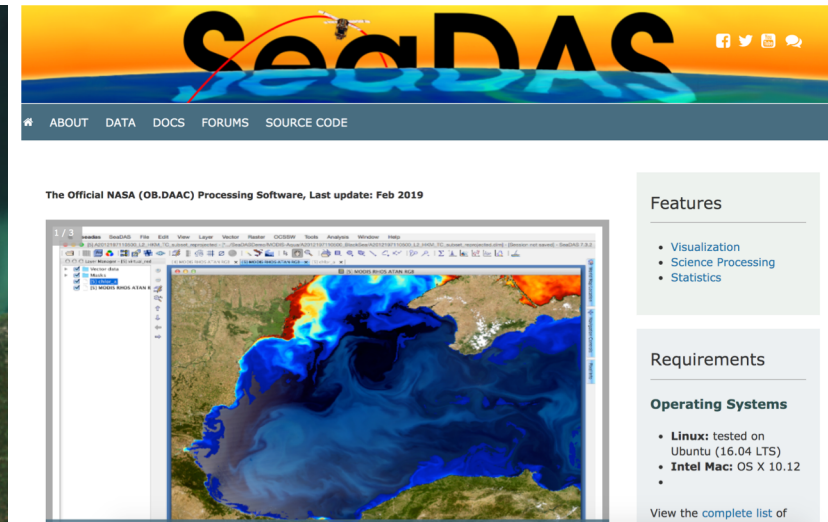 SeaDAS
ABOUT DATA DOCS FORUMS SOURCE CODE
The Official NASA (OB.DAAC) Processing Software, Last update: Feb 2019
1/3
SeaDAS File Edit View Layer Vector Raster OCSSW Tools Analysis Window Help
Vector data
Masks
[5] MODIS RHOS ATAN RGB
Features
Visualization
Science Processing
Statistics
Requirements
Operating Systems
Linux: tested on
Ubuntu (16.04 LTS)
Intel Mac: OS X 10.12
View the complete list of